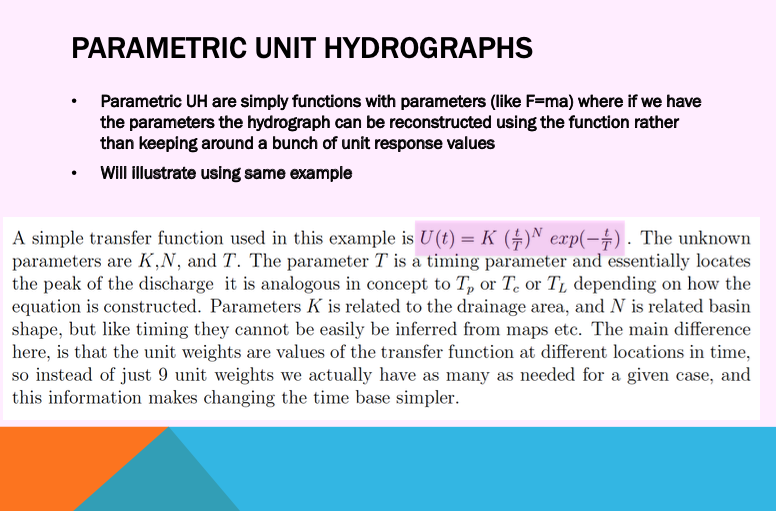 PARAMETRIC UNIT HYDROGRAPHS
• Parametric UH are simply functions with parameters (like F=ma) where if we have
the parameters the hydrograph can be reconstructed using the function rather
than keeping around a bunch of unit response values
• Will illustrate using same example
A simple transfer function used in this example is U(t) = K (t/T)^N exp(−t/T) . The unknown
parameters are K,N, and T. The parameter T is a timing parameter and essentially locates
the peak of the discharge it is analogous in concept to T_p or T_c or T_L depending on how the
equation is constructed. Parameters K is related to the drainage area, and N is related basin
shape, but like timing they cannot be easily be inferred from maps etc. The main difference
here, is that the unit weights are values of the transfer function at different locations in time,
so instead of just 9 unit weights we actually have as many as needed for a given case, and
this information makes changing the time base simpler.